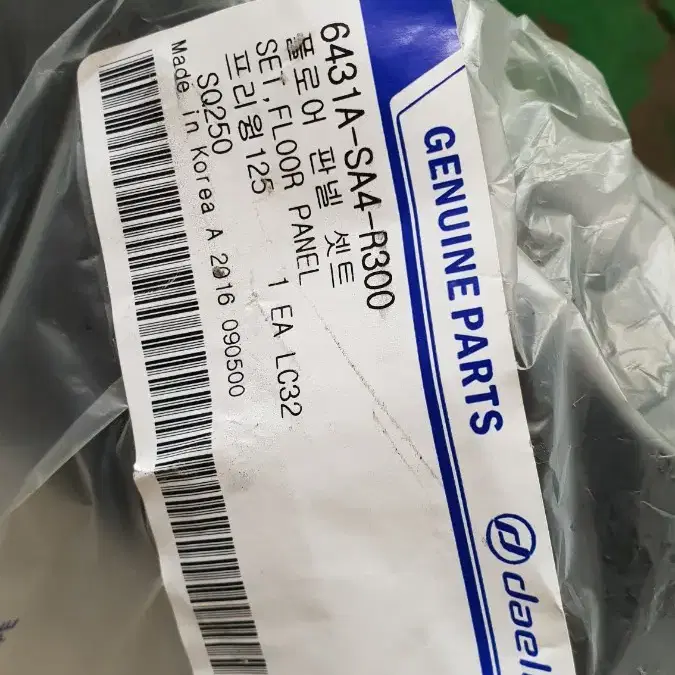 GENUINE PARTS
dael
6431A-SA4-R300
플로어 판넬 셋트
SET,FLOOR PANEL
프리윙125 1 EA LC32
SQ250
Made in Korea A 2016 090500